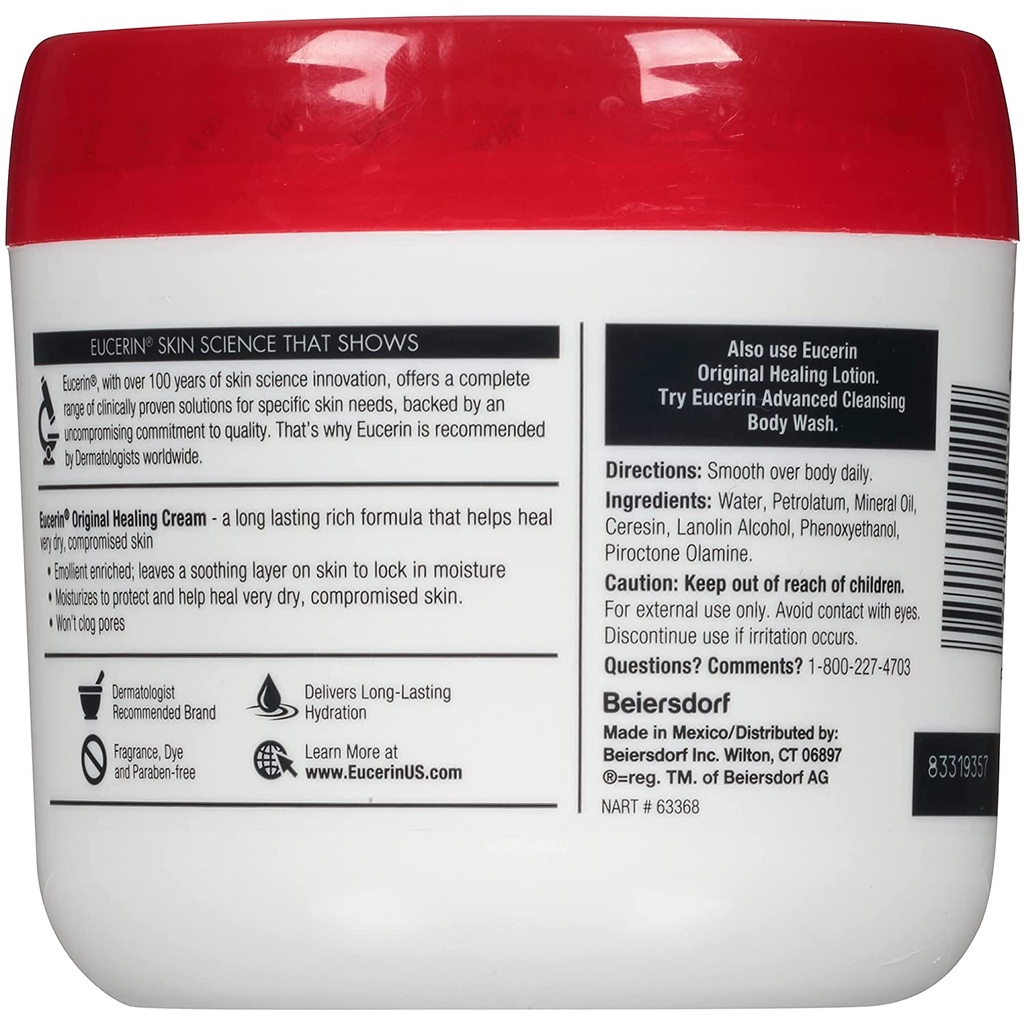 EUCERIN® SKIN SCIENCE THAT SHOWS
Eucerin®, with over 100 years of skin science innovation, offers a complete
range of clinically proven solutions for specific skin needs, backed by an
uncompromising commitment to quality. That's why Eucerin is recommended
by Dermatologists worldwide.
Eucerin® Original Healing Cream - a long lasting rich formula that helps heal
very dry, compromised skin
• Emollient enriched; leaves a soothing layer on skin to lock in moisture
• Moisturizes to protect and help heal very dry, compromised skin.
• Won't clog pores
Dermatologist
Recommended Brand
Delivers Long-Lasting
Hydration
Fragrance, Dye
and Paraben-free
Learn More at
www.EucerinUS.com
Also use Eucerin
Original Healing Lotion.
Try Eucerin Advanced Cleansing
Body Wash.
Directions: Smooth over body daily.
Ingredients: Water, Petrolatum, Mineral Oil,
Ceresin, Lanolin Alcohol, Phenoxyethanol,
Piroctone Olamine.
Caution: Keep out of reach of children.
For external use only. Avoid contact with eyes.
Discontinue use if irritation occurs.
Questions? Comments? 1-800-227-4703
Beiersdorf
Made in Mexico/Distributed by:
Beiersdorf Inc. Wilton, CT 06897
®=reg. TM. of Beiersdorf AG
NART # 63368
83319357